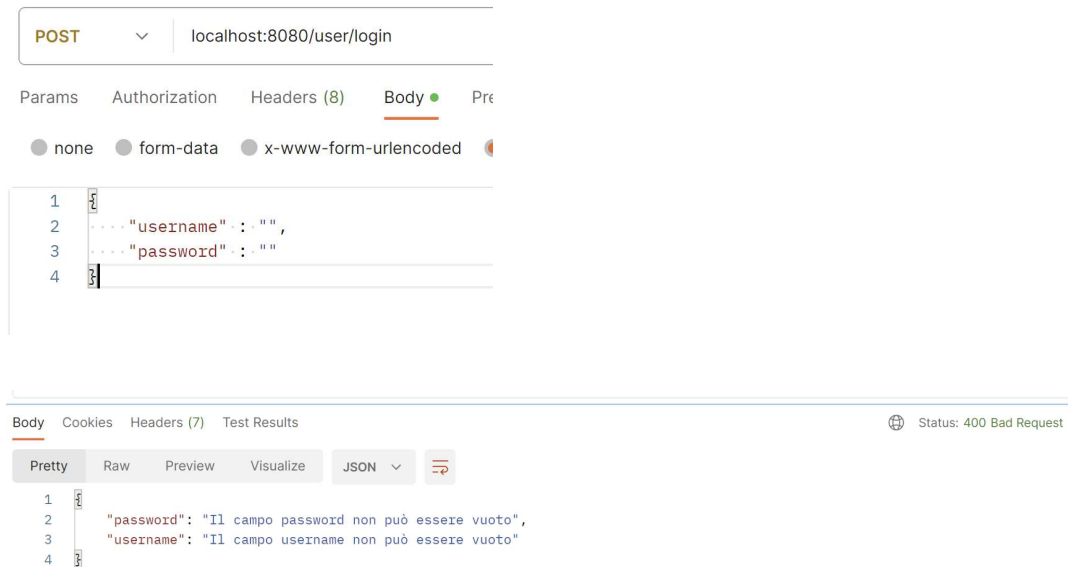 POST localhost:8080/user/login
Params Authorization Headers (8) Body Pre
none form-data x-www-form-urlencoded
1 {
2 "username" : "",
3 "password" : ""
4 }
Body Cookies Headers (7) Test Results Status: 400 Bad Request
Pretty Raw Preview Visualize JSON
1 {
2 "password": "Il campo password non può essere vuoto",
3 "username": "Il campo username non può essere vuoto"
4 }